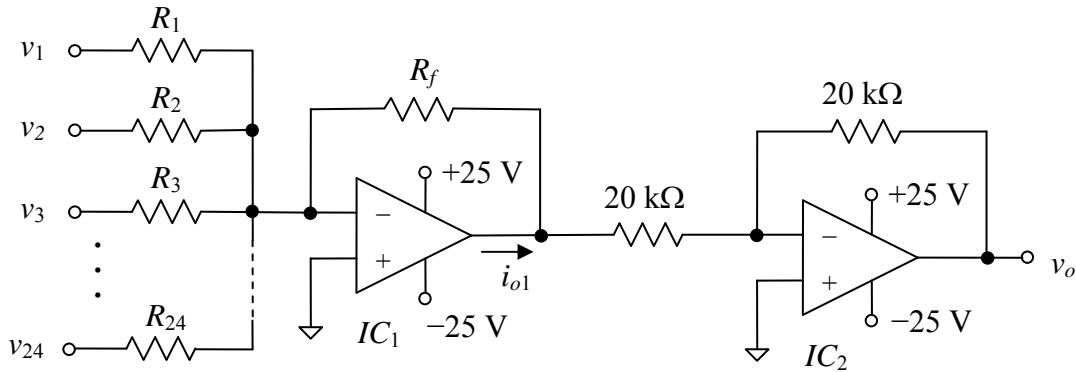 v1
R1
v2
R2
v3
R3
v24
R24
Rf
+25 V
−
+
−25 V
IC1
io1
20 kΩ
20 kΩ
+25 V
−
+
−25 V
IC2
vo